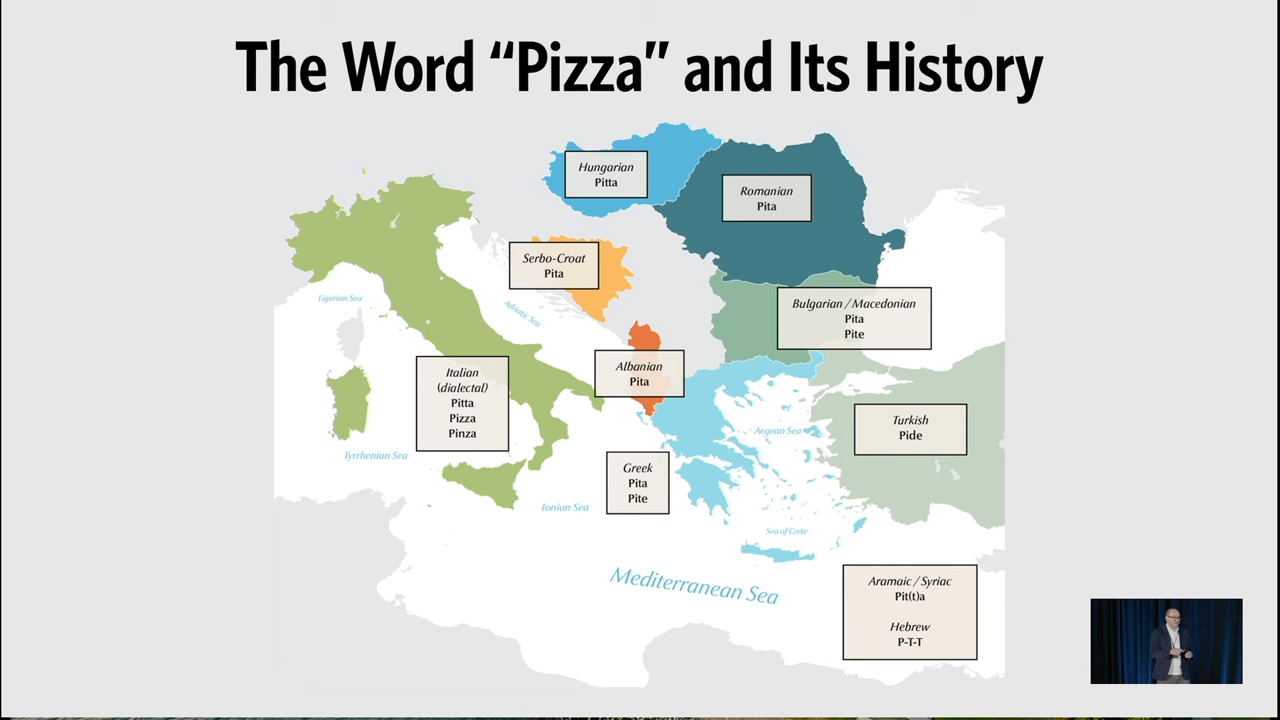 The Word “Pizza” and Its History
Hungarian
Pitta
Romanian
Pita
Serbo-Croat
Pita
Ligurian Sea
Adriatic Sea
Bulgarian / Macedonian
Pita
Pite
Italian
(dialectal)
Pitta
Pizza
Pinza
Albanian
Pita
Turkish
Pide
Aegean Sea
Tyrrhenian Sea
Greek
Pita
Pite
Ionian Sea
Sea of Crete
Mediterranean Sea
Aramaic / Syriac
Pit(t)a
Hebrew
P-T-T